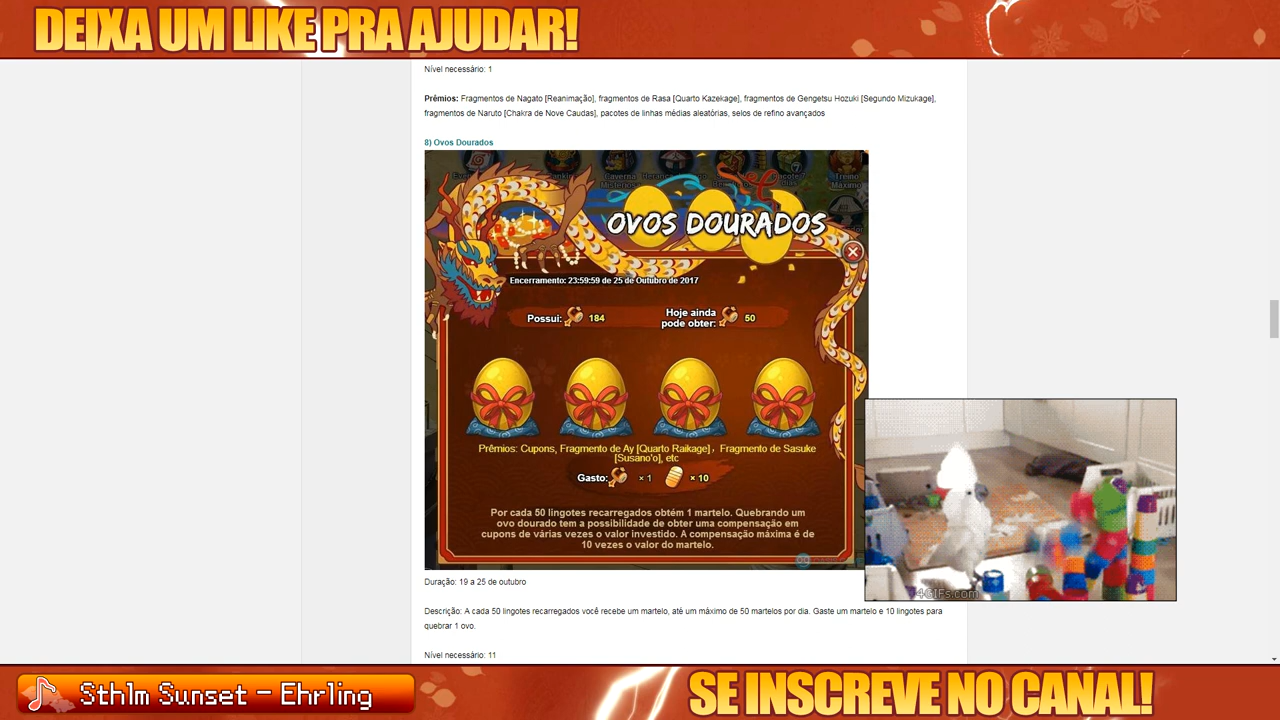 DEIXA UM LIKE PRA AJUDAR!
Nível necessário: 1
Prêmios: Fragmentos de Nagato [Reanimação], fragmentos de Rasa [Quarto Kazekage], fragmentos de Gengetsu Hozuki [Segundo Mizukage],
fragmentos de Naruto [Chakra de Nove Caudas], pacotes de linhas médias aleatórias, selos de refino avançados
8) Ovos Dourados
OVOS DOURADOS
Encerramento: 23:59:59 de 25 de Outubro de 2017
Possui: 184
Hoje ainda
pode obter: 50
Prêmios: Cupons, Fragmento de Ay [Quarto Raikage]，Fragmento de Sasuke
[Susano'o], etc
Gasto: × 1 × 10
Por cada 50 lingotes recarregados obtém 1 martelo. Quebrando um
ovo dourado tem a possibilidade de obter uma compensação em
cupons de várias vezes o valor investido. A compensação máxima é de
10 vezes o valor do martelo.
4GIFs.com
Duração: 19 a 25 de outubro
Descrição: A cada 50 lingotes recarregados você recebe um martelo, até um máximo de 50 martelos por dia. Gaste um martelo e 10 lingotes para
quebrar 1 ovo.
Nível necessário: 11
Sthlm Sunset - Ehrling
SE INSCREVE NO CANAL!